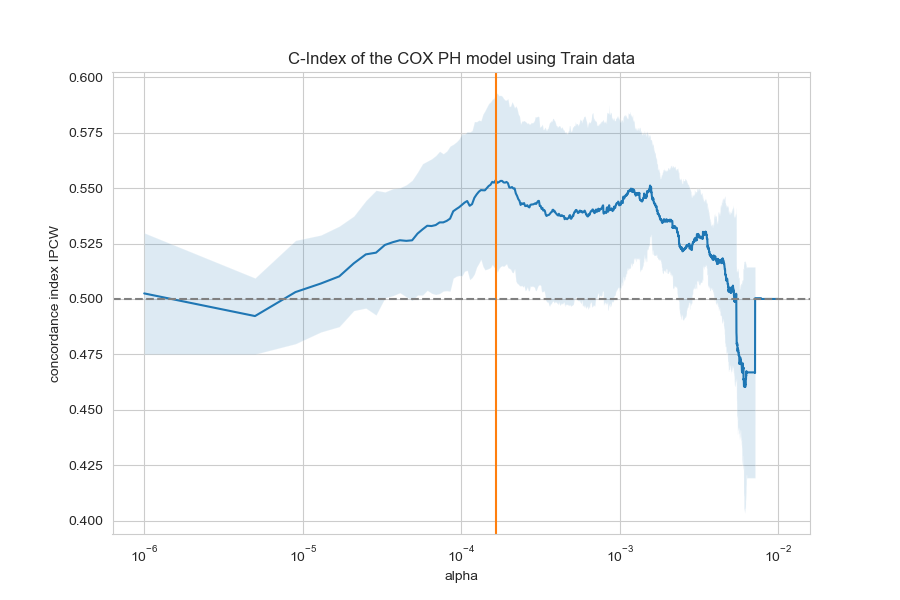 C-Index of the COX PH model using Train data
concordance index IPCW
0.600
0.575
0.550
0.525
0.500
0.475
0.450
0.425
0.400
10⁻⁶ 10⁻⁵ 10⁻⁴ 10⁻³ 10⁻²
alpha